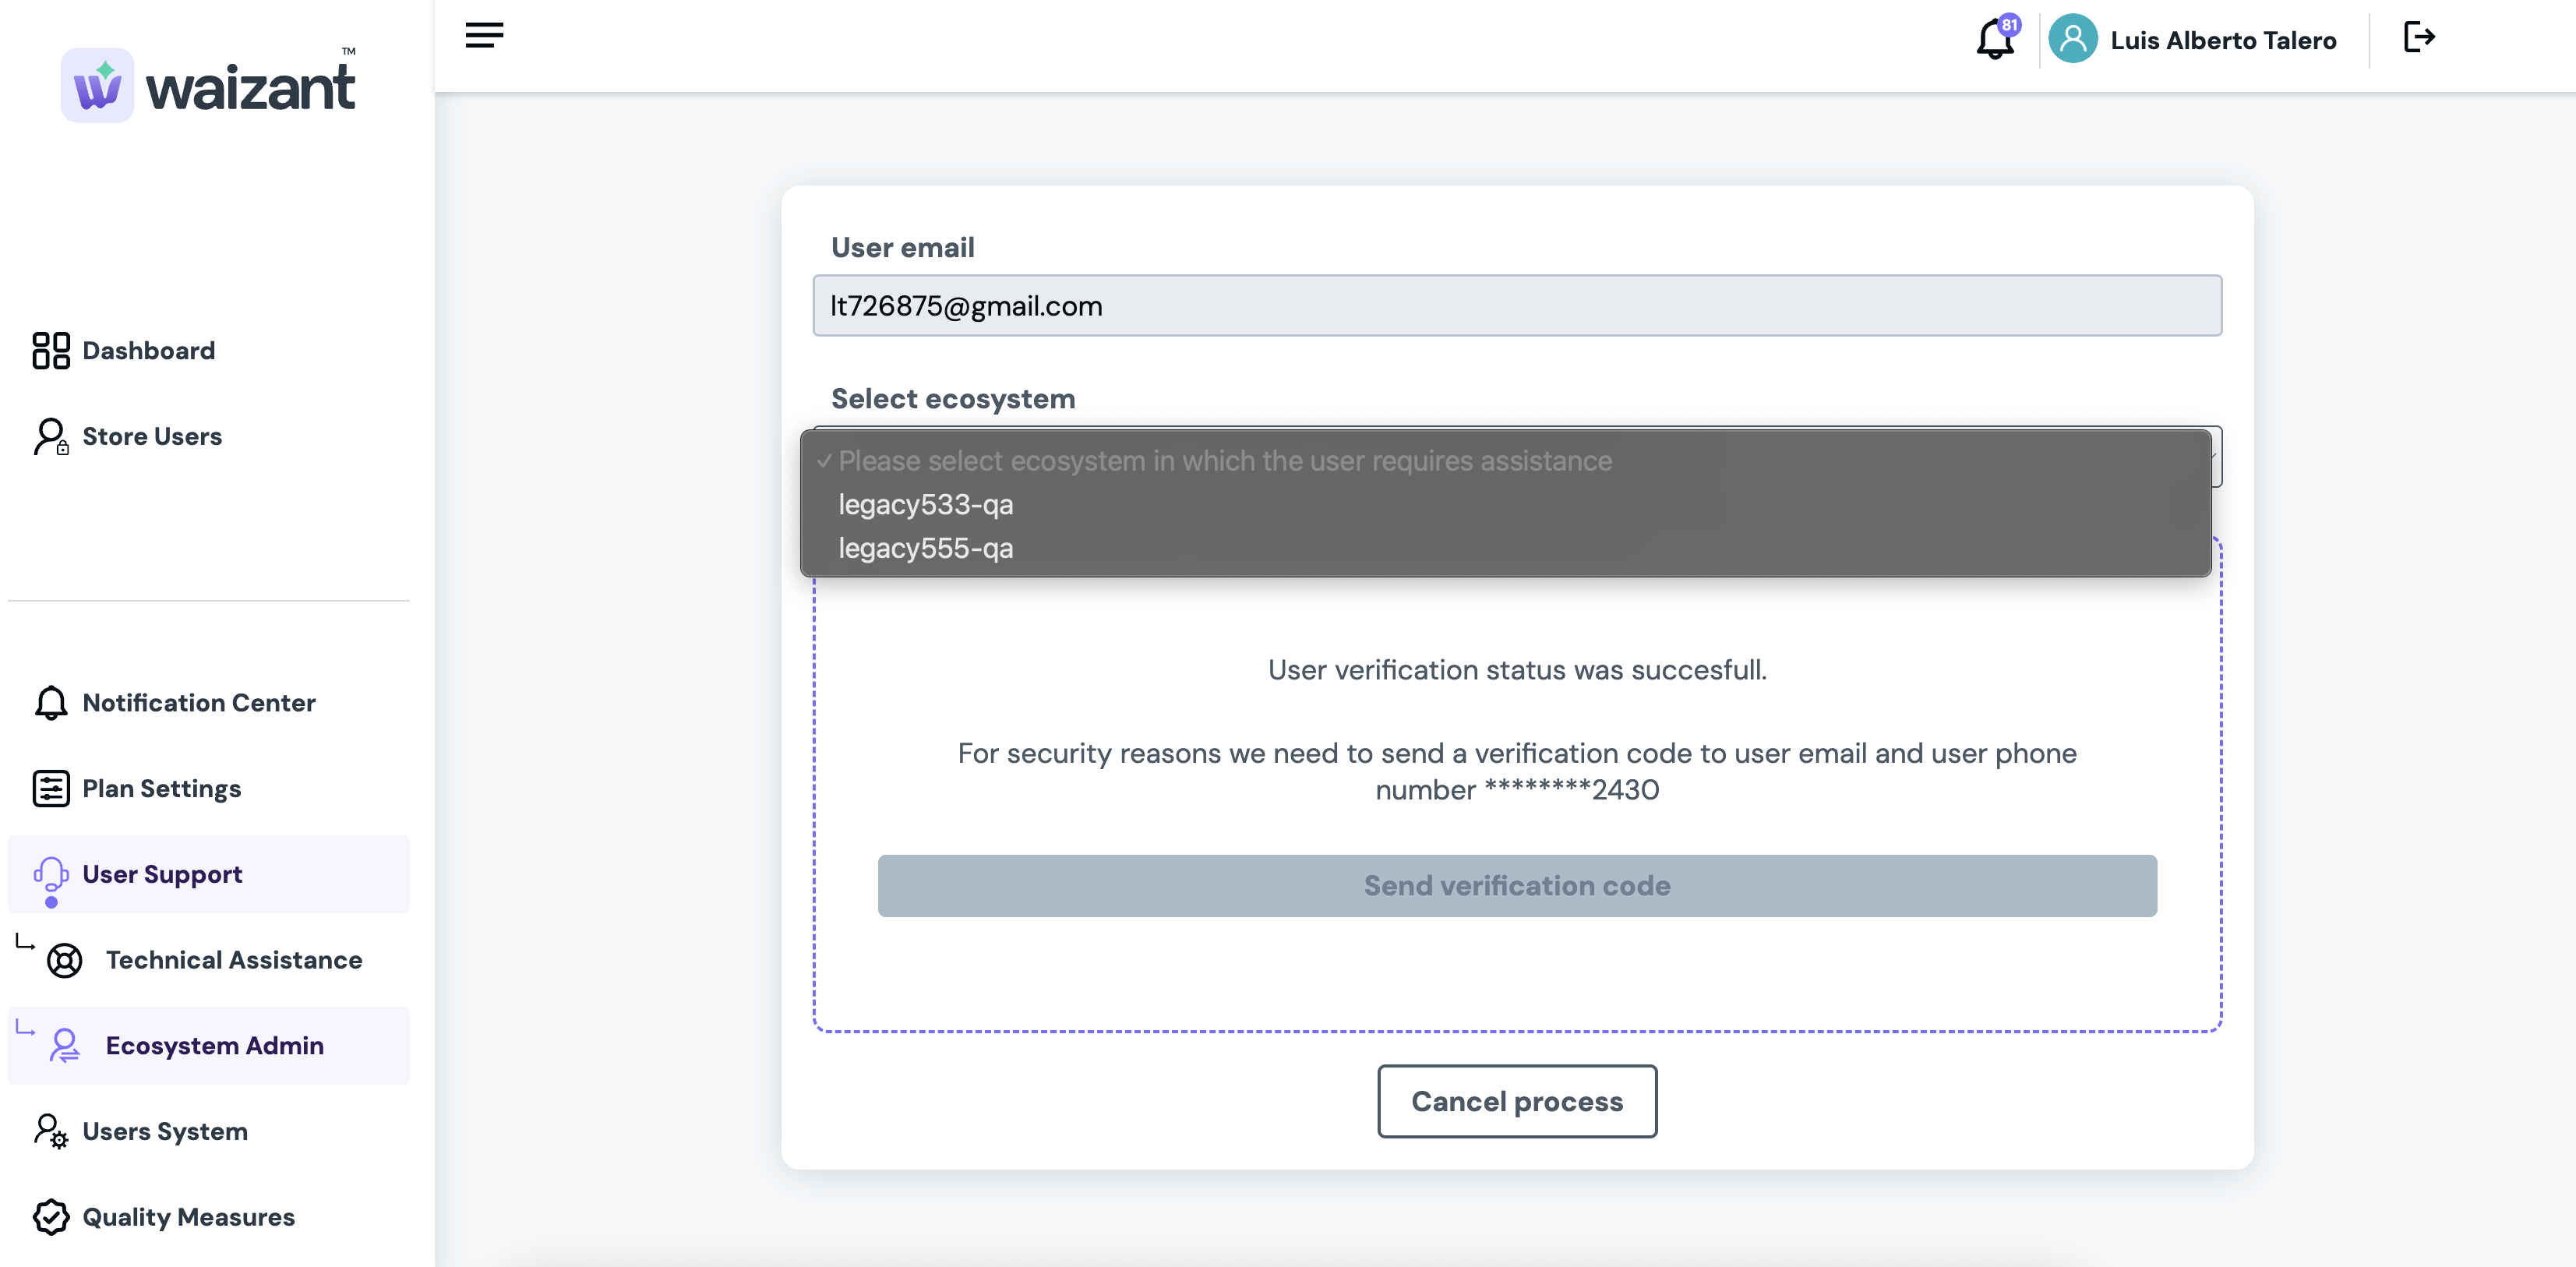 waizant™
Dashboard
Store Users
Notification Center
Plan Settings
User Support
Technical Assistance
Ecosystem Admin
Users System
Quality Measures
81
Luis Alberto Talero
User email
lt726875@gmail.com
Select ecosystem
✓ Please select ecosystem in which the user requires assistance
legacy533-qa
legacy555-qa
User verification status was succesfull.
For security reasons we need to send a verification code to user email and user phone
number ********2430
Send verification code
Cancel process